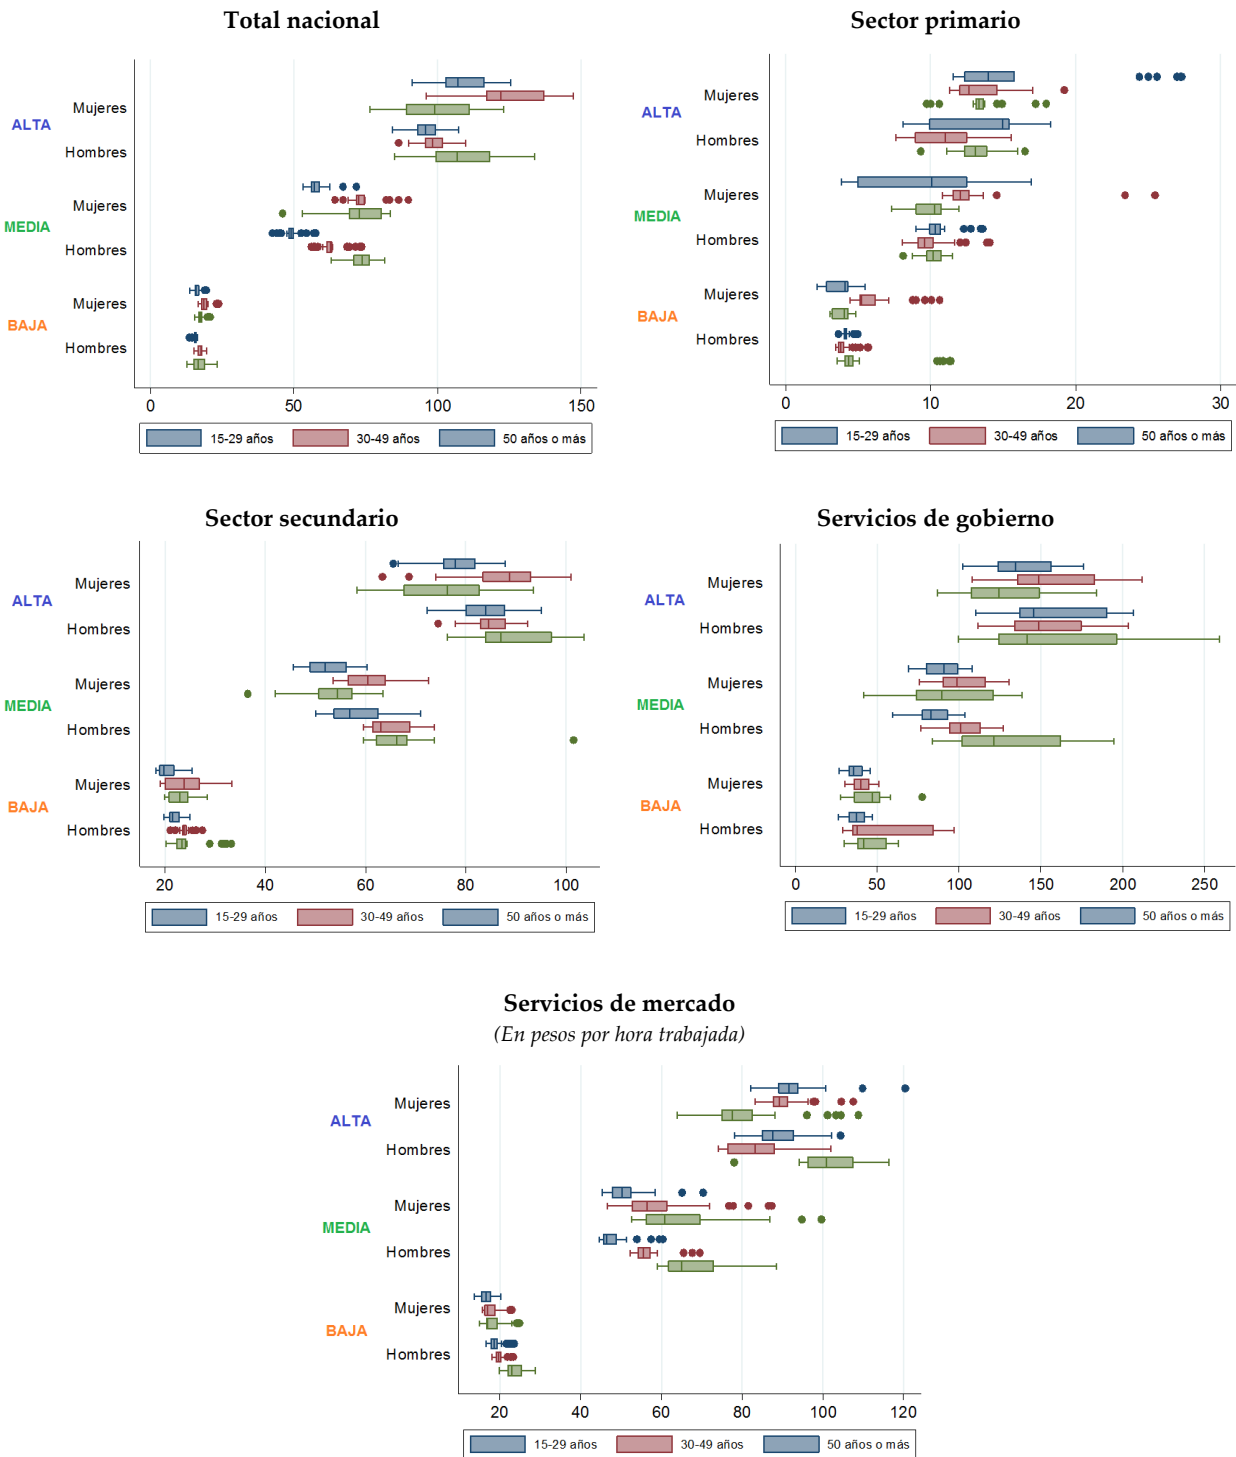 Total nacional
Mujeres
ALTA
Hombres
Mujeres
MEDIA
Hombres
Mujeres
BAJA
Hombres
0 50 100 150
15-29 años 30-49 años 50 años o más
Sector primario
Mujeres
ALTA
Hombres
Mujeres
MEDIA
Hombres
Mujeres
BAJA
Hombres
0 10 20 30
15-29 años 30-49 años 50 años o más
Sector secundario
Mujeres
ALTA
Hombres
Mujeres
MEDIA
Hombres
Mujeres
BAJA
Hombres
20 40 60 80 100
15-29 años 30-49 años 50 años o más
Servicios de gobierno
Mujeres
ALTA
Hombres
Mujeres
MEDIA
Hombres
Mujeres
BAJA
Hombres
0 50 100 150 200 250
15-29 años 30-49 años 50 años o más
Servicios de mercado
(En pesos por hora trabajada)
Mujeres
ALTA
Hombres
Mujeres
MEDIA
Hombres
Mujeres
BAJA
Hombres
20 40 60 80 100 120
15-29 años 30-49 años 50 años o más